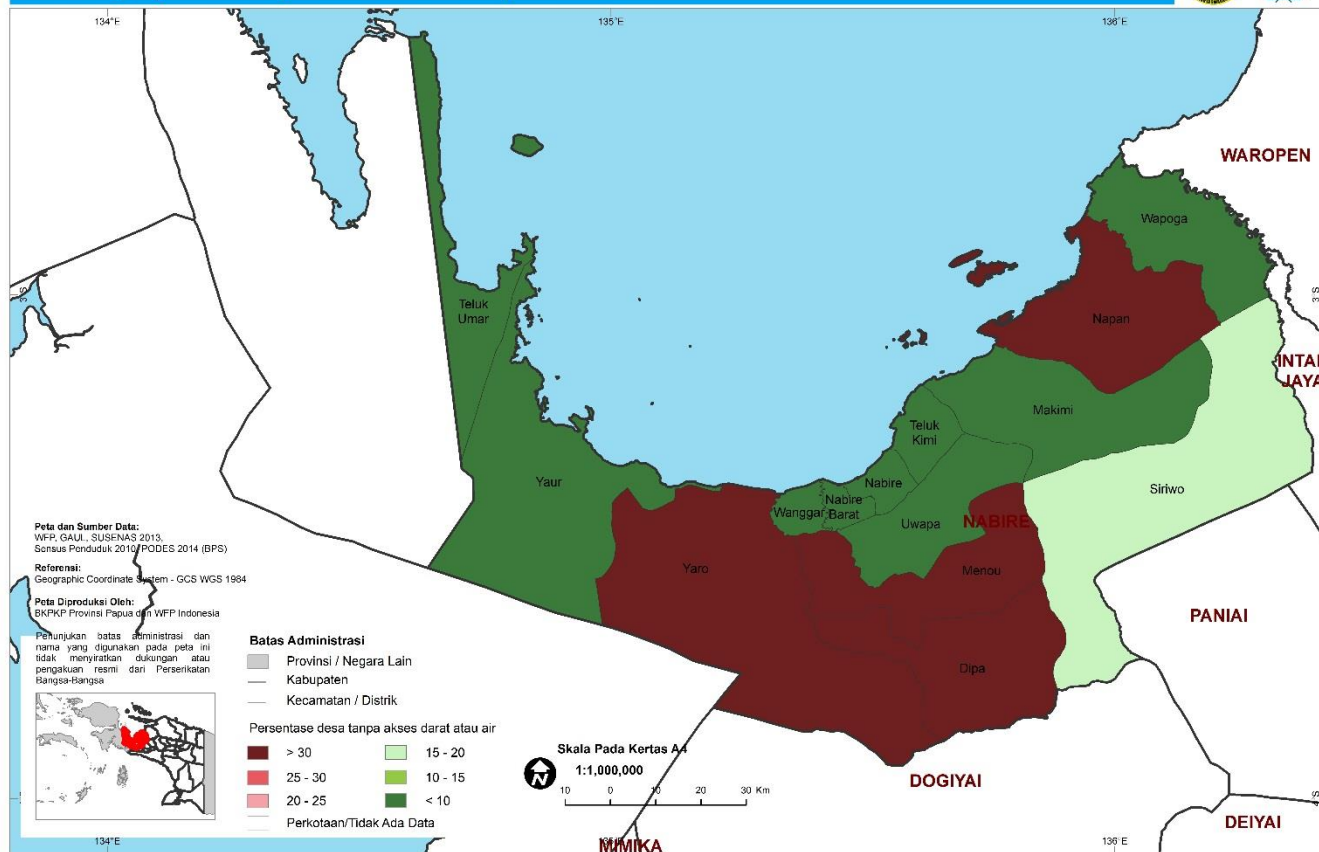 134°E
135°E
136°E
WAROPEN
Wapoga
3°S
3°S
Teluk
Umar
Napan
INTAN
JAYA
Makimi
Teluk
Kimi
Yaur
Nabire
Siriwo
Wanggar
Nabire
Barat
Uwapa
NABIRE
Yaro
Menou
PANIAI
Dipa
DOGIYAI
DEIYAI
MIMIKA
Peta dan Sumber Data:
WFP, GAUL, SUSENAS 2013,
Sensus Penduduk 2010, PODES 2014 (BPS)
Referensi:
Geographic Coordinate System - GCS WGS 1984
Peta Diproduksi Oleh:
BKPKP Provinsi Papua dan WFP Indonesia
Penunjukan batas administrasi dan
nama yang digunakan pada peta ini
tidak menyiratkan dukungan atau
pengakuan resmi dari Perserikatan
Bangsa-Bangsa
Batas Administrasi
Provinsi / Negara Lain
Kabupaten
Kecamatan / Distrik
Persentase desa tanpa akses darat atau air
> 30
15 - 20
25 - 30
10 - 15
20 - 25
< 10
Perkotaan/Tidak Ada Data
Skala Pada Kertas A4
N
1:1,000,000
10 0 10 20 30 Km
134°E
136°E